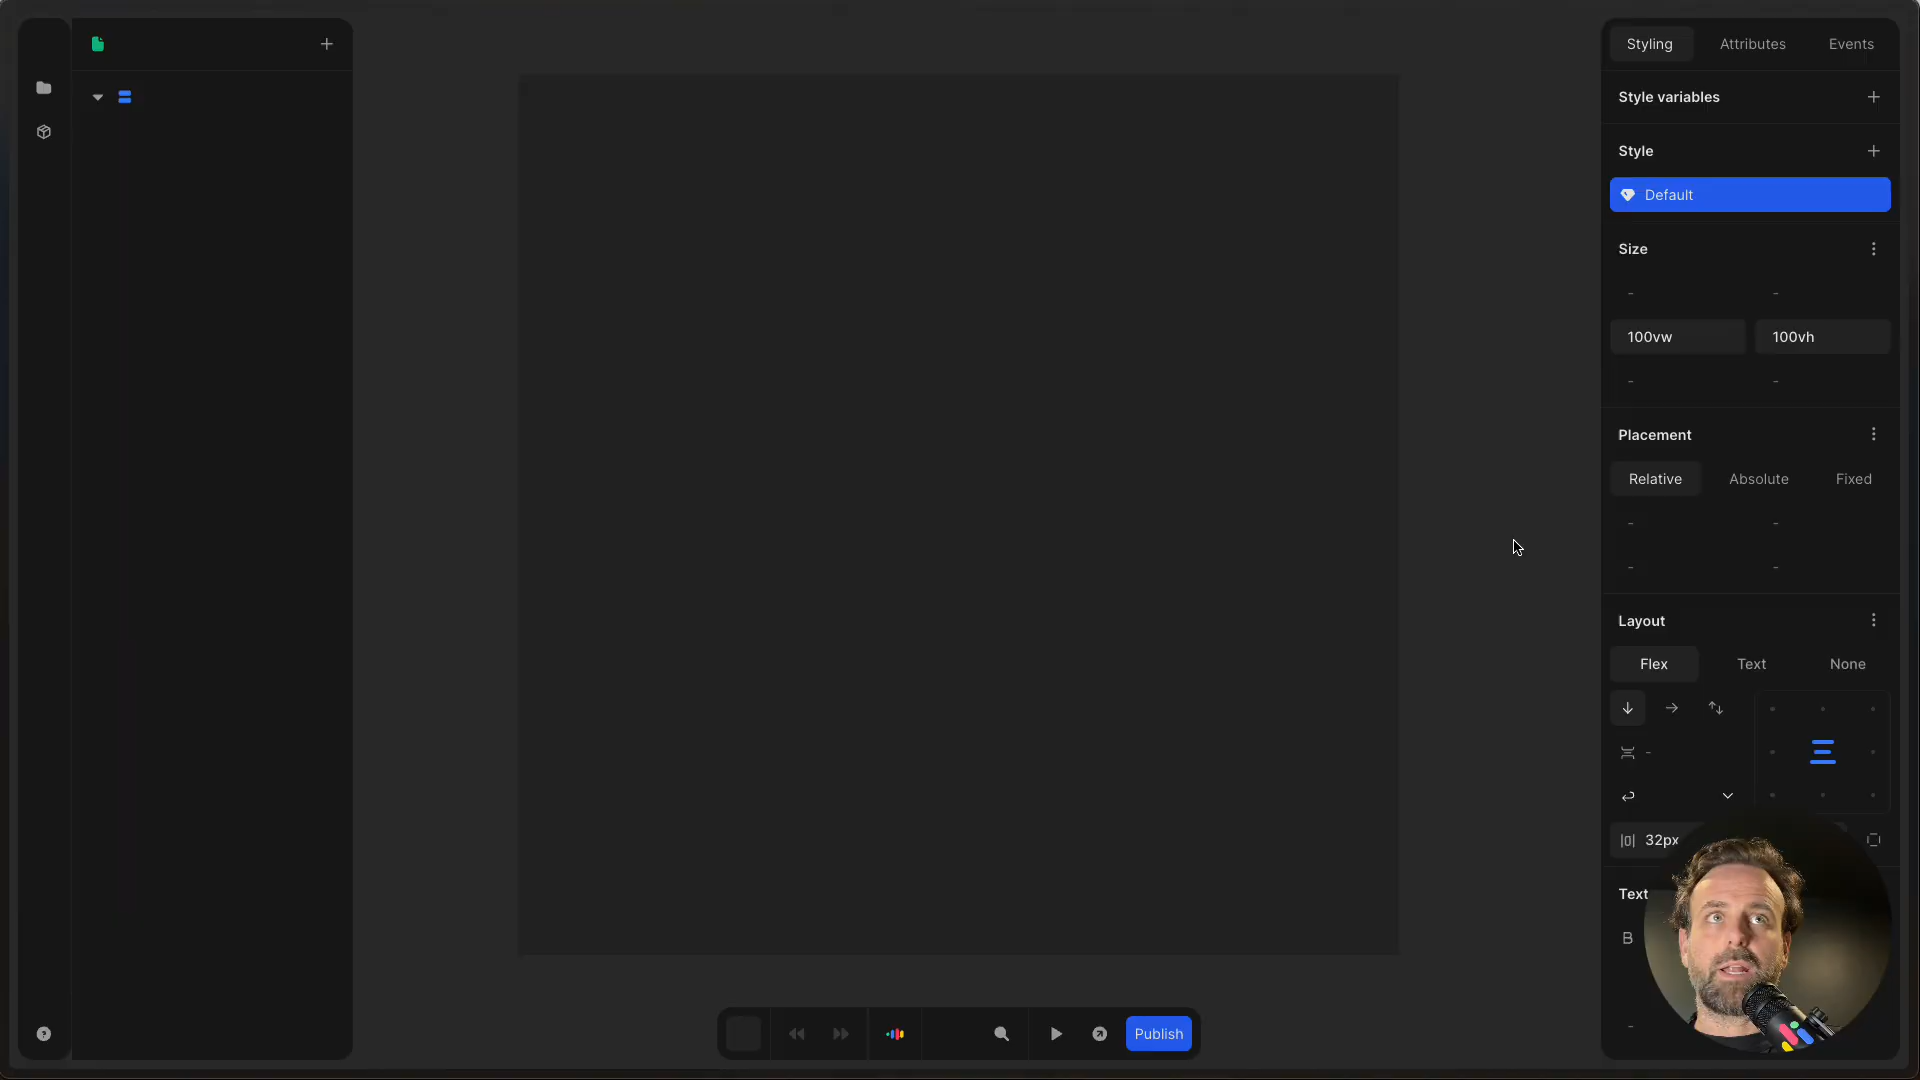 Styling Attributes Events
Style variables
Style
Default
Size
- -
100vw 100vh
- -
Placement
Relative Absolute Fixed
- -
- -
Layout
Flex Text None
-
32px
Text
B
-
Publish